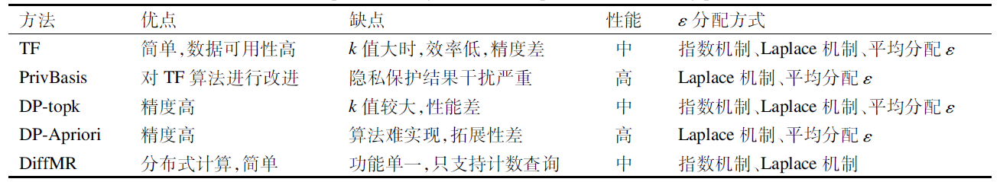 方法 优点 缺点 性能 ε 分配方式
TF 简单,数据可用性高 k 值大时,效率低,精度差 中 指数机制、Laplace 机制、平均分配 ε
PrivBasis 对 TF 算法进行改进 隐私保护结果干扰严重 高 Laplace 机制、平均分配 ε
DP-topk 精度高 k 值较大,性能差 中 指数机制、Laplace 机制、平均分配 ε
DP-Apriori 精度高 算法难实现,拓展性差 高 Laplace 机制、平均分配 ε
DiffMR 分布式计算,简单 功能单一,只支持计数查询 中 指数机制、Laplace 机制